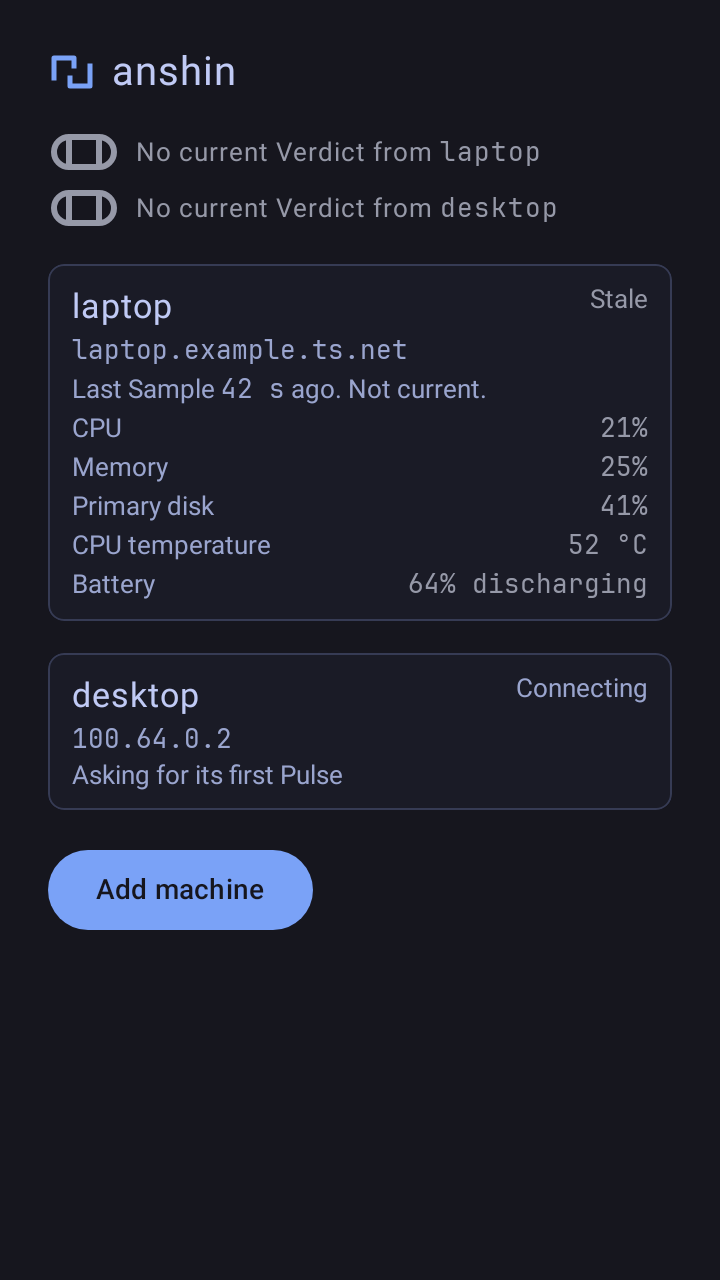 anshin
No current Verdict from laptop
No current Verdict from desktop
laptop
Stale
laptop.example.ts.net
Last Sample 42 s ago. Not current.
CPU 21%
Memory 25%
Primary disk 41%
CPU temperature 52 °C
Battery 64% discharging
desktop
Connecting
100.64.0.2
Asking for its first Pulse
Add machine